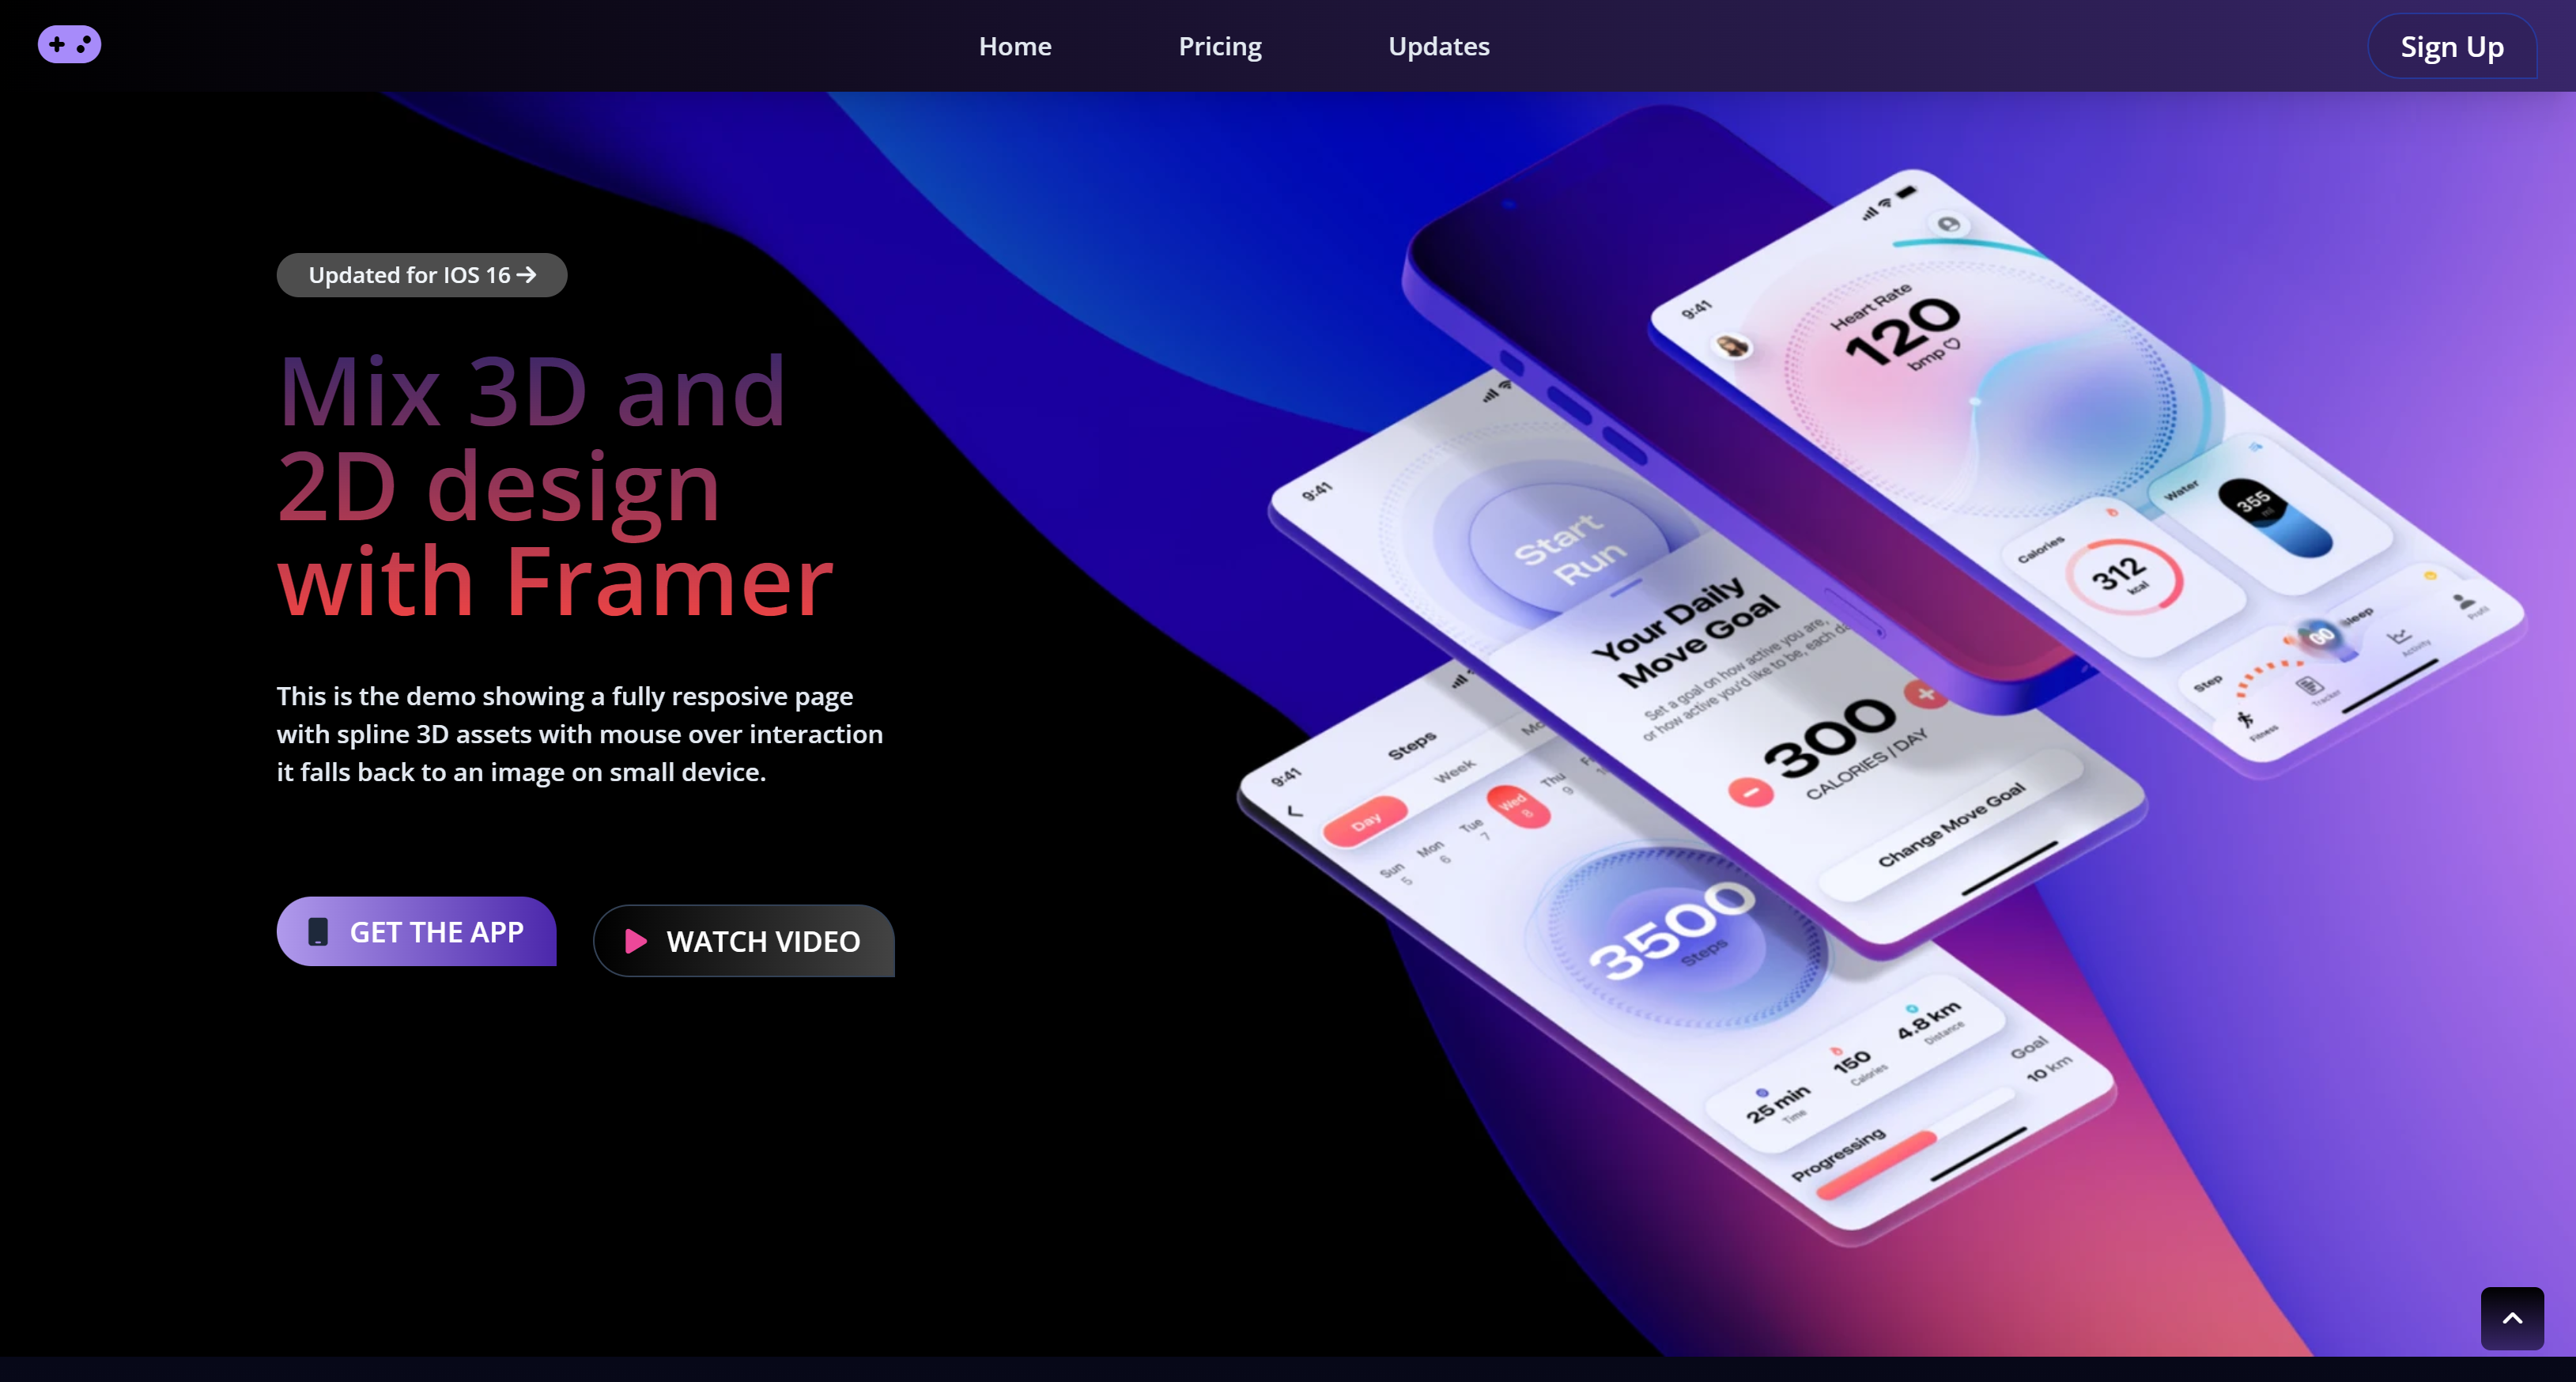 Home
Pricing
Updates
Sign Up
Updated for IOS 16
Mix 3D and
2D design
with Framer
This is the demo showing a fully resposive page
with spline 3D assets with mouse over interaction
it falls back to an image on small device.
GET THE APP
WATCH VIDEO
9:41
Heart Rate
120
bmp
Calories
312
kcal
Water
355
ml
Step
00
Sleep
Fitness
Tracker
Activity
Profil
9:41
Start
Run
Your Daily
Move Goal
Set a goal on how active you are,
or how active you'd like to be, each
300
CALORIES / DAY
Change Move Goal
9:41
Steps
Day
Week
Sun
Mon
Tue
Wed
Thu
5
6
7
8
9
3500
Steps
25 min
Time
150
Calories
4.8 km
Distance
Progressing
Goal
10 km